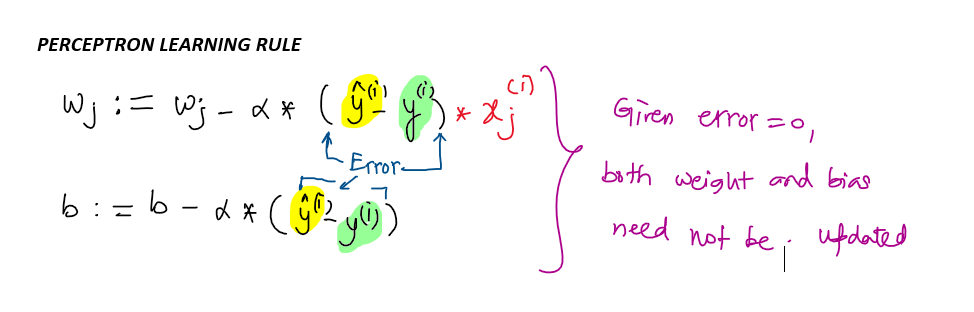 PERCEPTRON LEARNING RULE
wj := wj - α * ( ŷ(i) - y(i) ) * xj(i)
Error
b := b - α * ( ŷ(i) - y(i) )
Given error = 0,
both weight and bias
need not be . updated